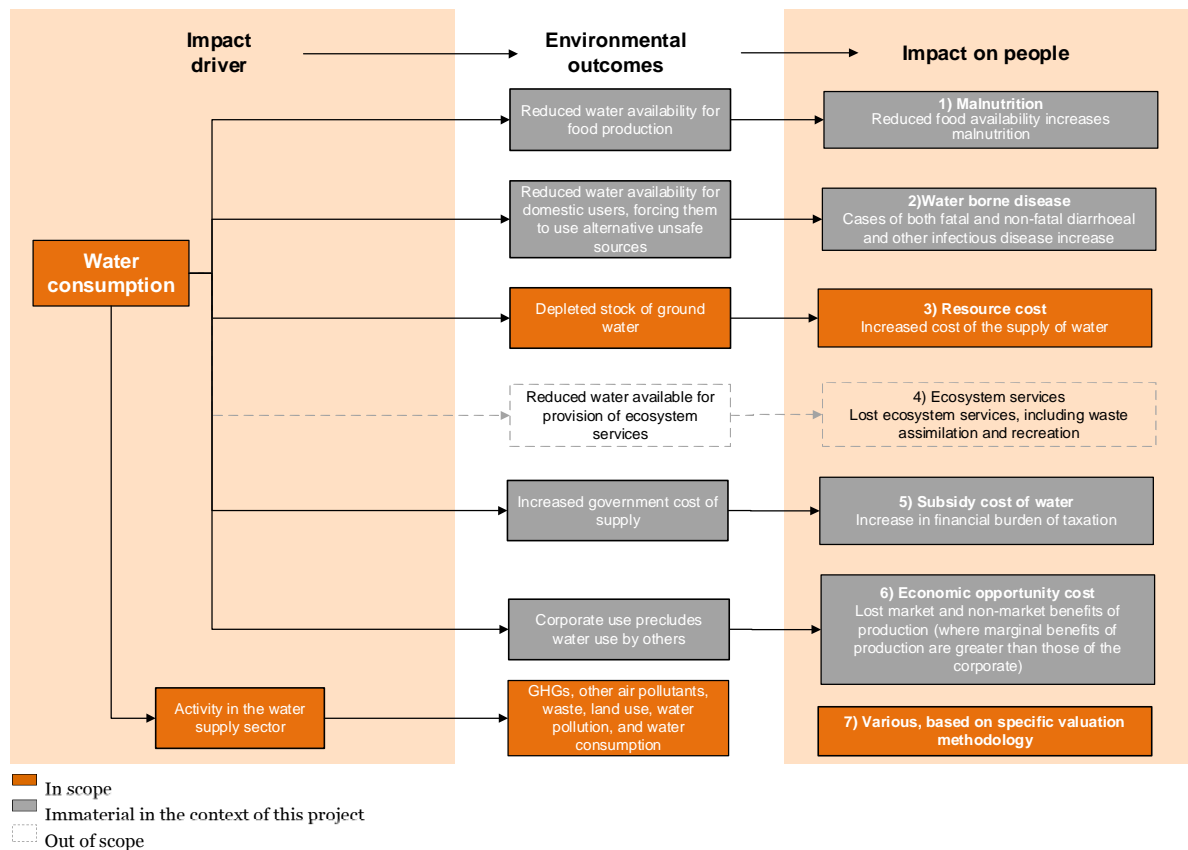 Impact
driver
Environmental
outcomes
Impact on people
Reduced water availability for
food production
1) Malnutrition
Reduced food availability increases
malnutrition
Reduced water availability for
domestic users, forcing them
to use alternative unsafe
sources
2)Water borne disease
Cases of both fatal and non-fatal diarrhoeal
and other infectious disease increase
Water
consumption
Depleted stock of ground
water
3) Resource cost
Increased cost of the supply of water
Reduced water available for
provision of ecosystem
services
4) Ecosystem services
Lost ecosystem services, including waste
assimilation and recreation
Increased government cost of
supply
5) Subsidy cost of water
Increase in financial burden of taxation
Corporate use precludes
water use by others
6) Economic opportunity cost
Lost market and non-market benefits of
production (where marginal benefits of
production are greater than those of the
corporate)
Activity in the water
supply sector
GHGs, other air pollutants,
waste, land use, water
pollution, and water
consumption
7) Various, based on specific valuation
methodology
In scope
Immaterial in the context of this project
Out of scope